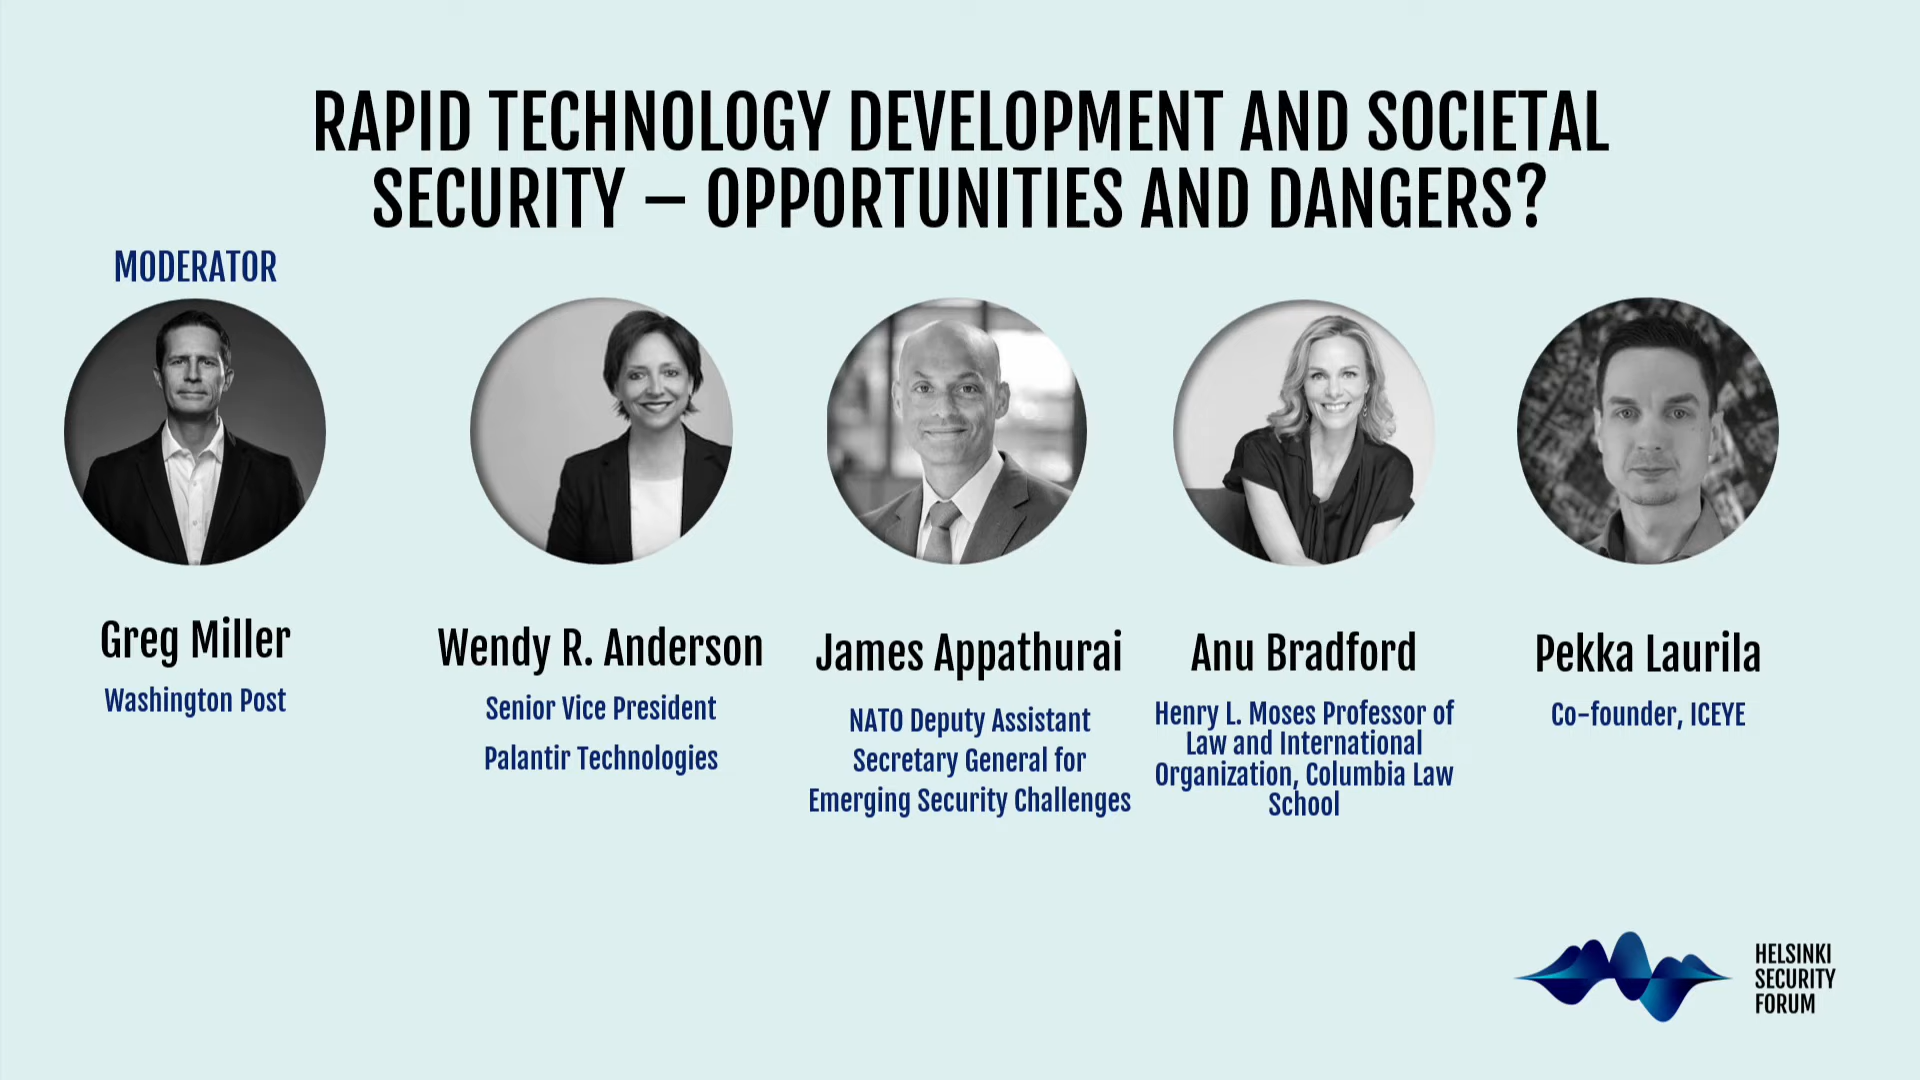 RAPID TECHNOLOGY DEVELOPMENT AND SOCIETAL
SECURITY – OPPORTUNITIES AND DANGERS?
MODERATOR
Greg Miller
Washington Post
Wendy R. Anderson
Senior Vice President
Palantir Technologies
James Appathurai
NATO Deputy Assistant
Secretary General for
Emerging Security Challenges
Anu Bradford
Henry L. Moses Professor of
Law and International
Organization, Columbia Law
School
Pekka Laurila
Co-founder, ICEYE
HELSINKI
SECURITY
FORUM